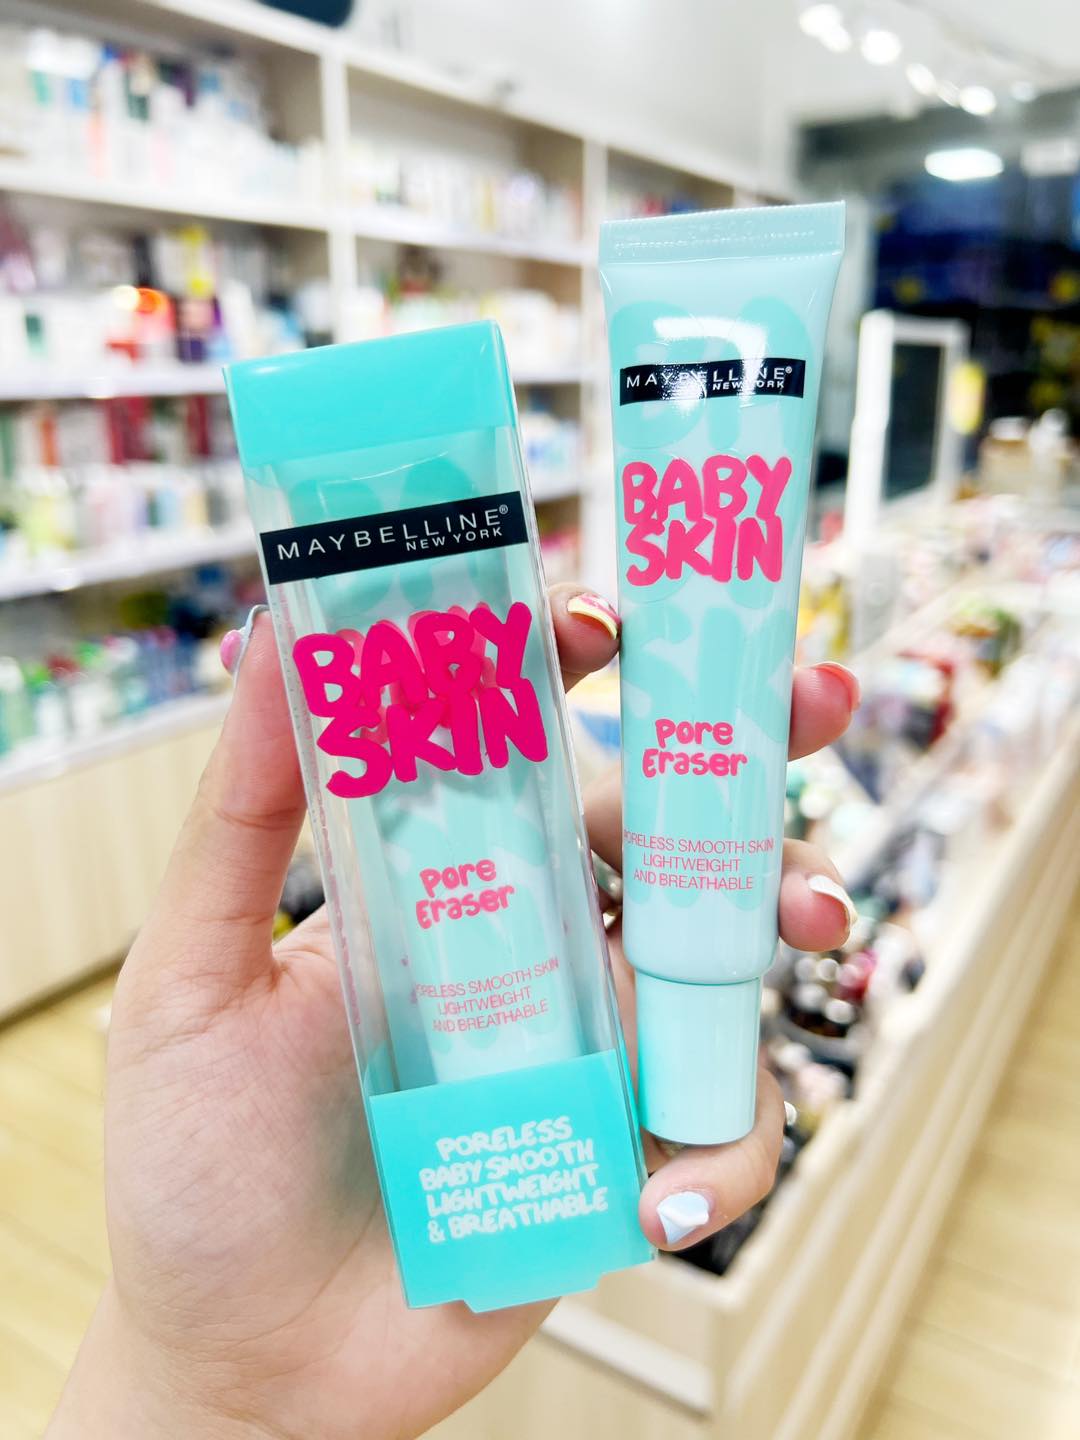 MAYBELLINE®
NEW YORK
BABY
SKIN
Pore
Eraser
PORELESS SMOOTH SKIN
LIGHTWEIGHT
AND BREATHABLE
PORELESS
BABY SMOOTH
LIGHTWEIGHT
& BREATHABLE
MAYBELLINE®
NEW YORK
BABY
SKIN
Pore
Eraser
PORELESS SMOOTH SKIN
LIGHTWEIGHT
AND BREATHABLE